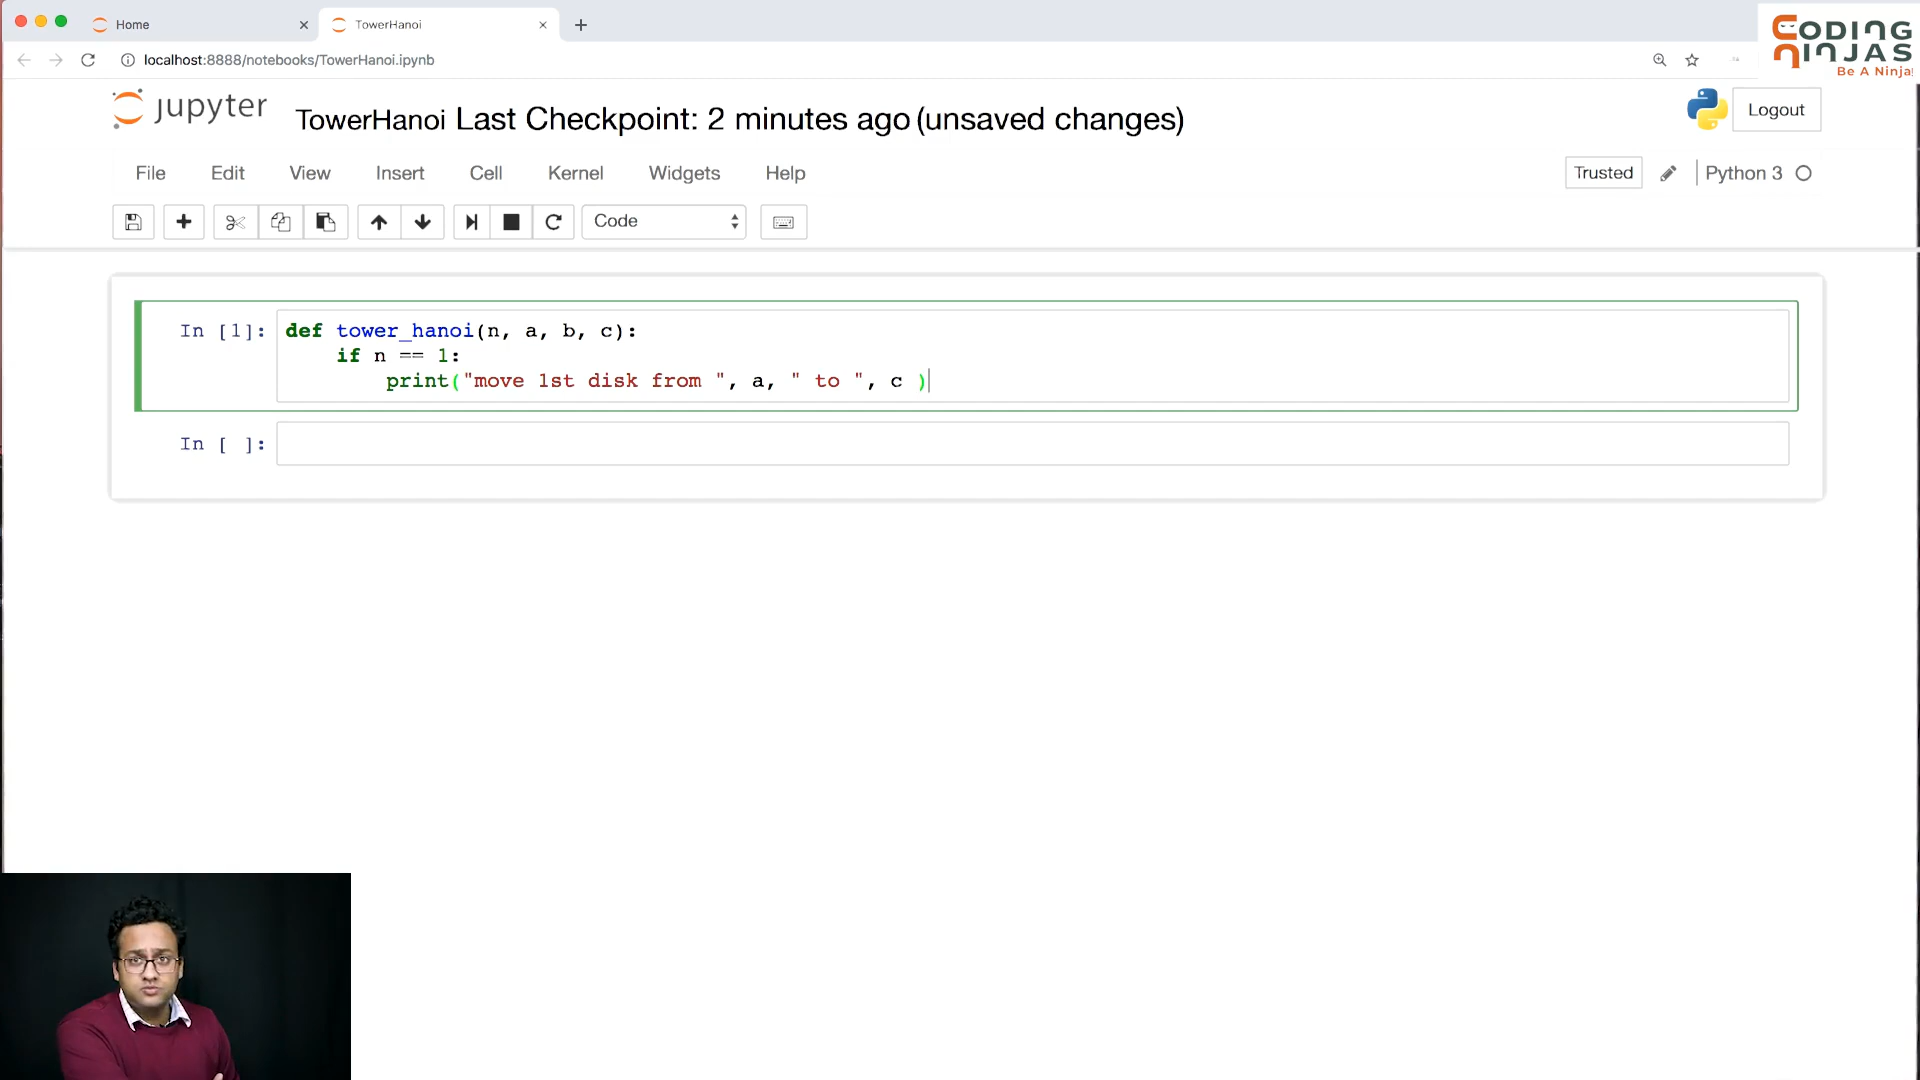 Home
TowerHanoi
localhost:8888/notebooks/TowerHanoi.ipynb
CODING
NINJAS
Be A Ninja!
jupyter TowerHanoi Last Checkpoint: 2 minutes ago (unsaved changes)
Logout
File Edit View Insert Cell Kernel Widgets Help
Trusted
Python 3
Code
In [1]: def tower_hanoi(n, a, b, c):
if n == 1:
print("move 1st disk from ", a, " to ", c )
In [ ]: